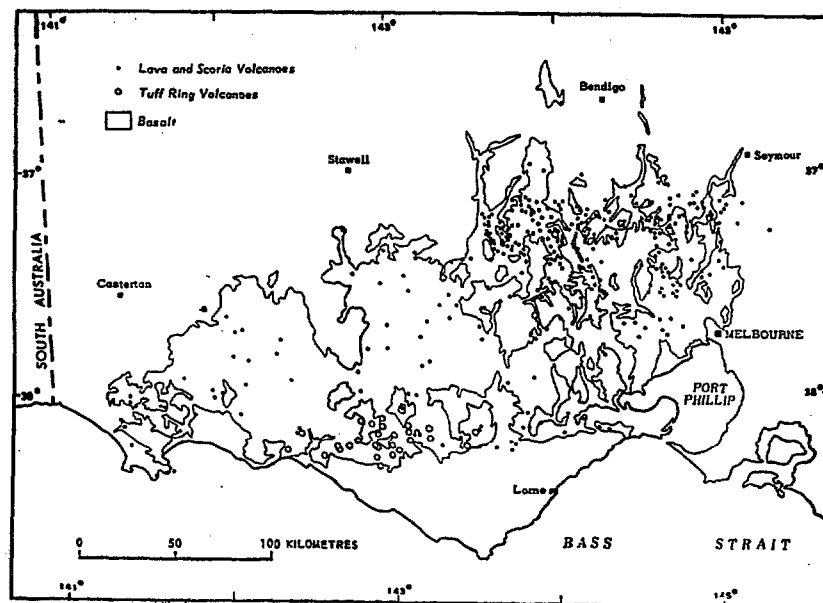 141°
143°
145°
Lava and Scoria Volcanoes
Tuff Ring Volcanoes
Basalt
Bendigo
Stawell
Seymour
37°
37°
Casterton
SOUTH AUSTRALIA
MELBOURNE
38°
PORT
PHILLIP
38°
Lorne
0 50 100 KILOMETRES
BASS STRAIT
141°
143°
145°